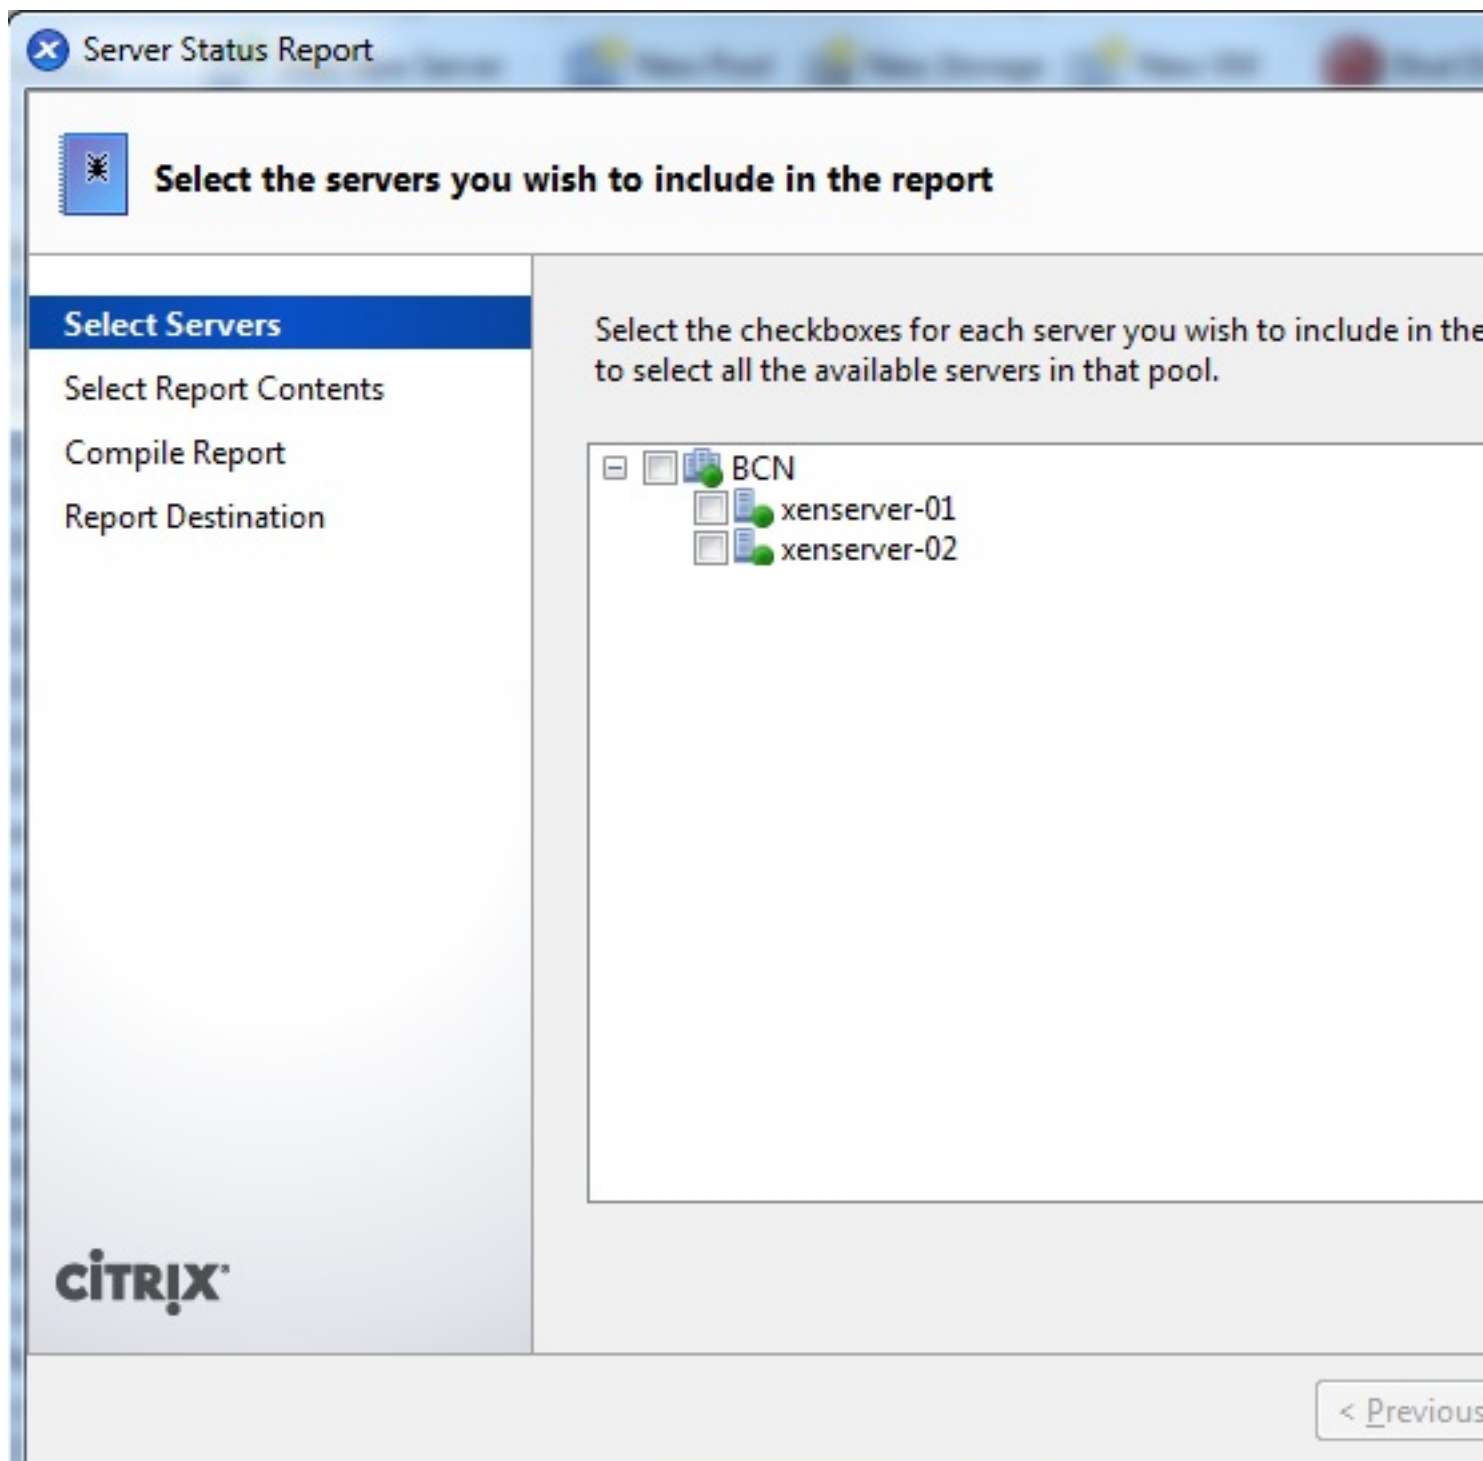 Server Status Report
Select the servers you wish to include in the report
Select Servers
Select Report Contents
Compile Report
Report Destination
Select the checkboxes for each server you wish to include in the
to select all the available servers in that pool.
BCN
xenserver-01
xenserver-02
CİTRIX
< Previous